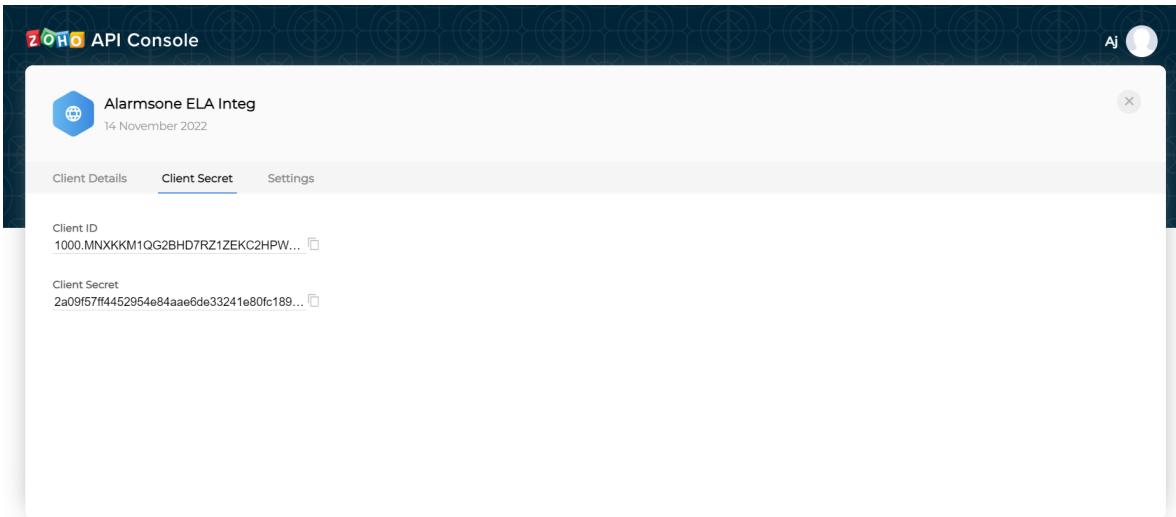 ZOHO API Console
Aj
Alarmsone ELA Integ
14 November 2022
Client Details Client Secret Settings
Client ID
1000.MNXKKM1QG2BHD7RZ1ZEKC2HPW...
Client Secret
2a09f57ff4452954e84aae6de33241e80fc189...